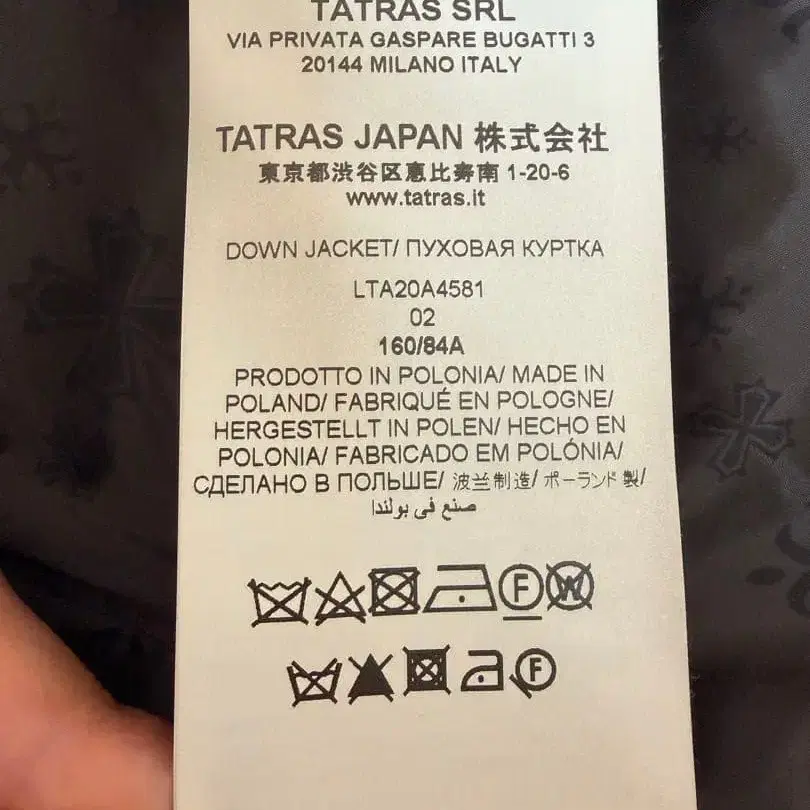 TATRAS SRL
VIA PRIVATA GASPARE BUGATTI 3
20144 MILANO ITALY
TATRAS JAPAN 株式会社
東京都渋谷区恵比寿南 1-20-6
www.tatras.it
DOWN JACKET/ ПУХОВАЯ КУРТКА
LTA20A4581
02
160/84A
PRODOTTO IN POLONIA/ MADE IN
POLAND/ FABRIQUÉ EN POLOGNE/
HERGESTELLT IN POLEN/ HECHO EN
POLONIA/ FABRICADO EM POLÓNIA/
СДЕЛАНО В ПОЛЬШЕ/ 波兰制造/ ポーランド 製/
صنع في بولندا
F W
F